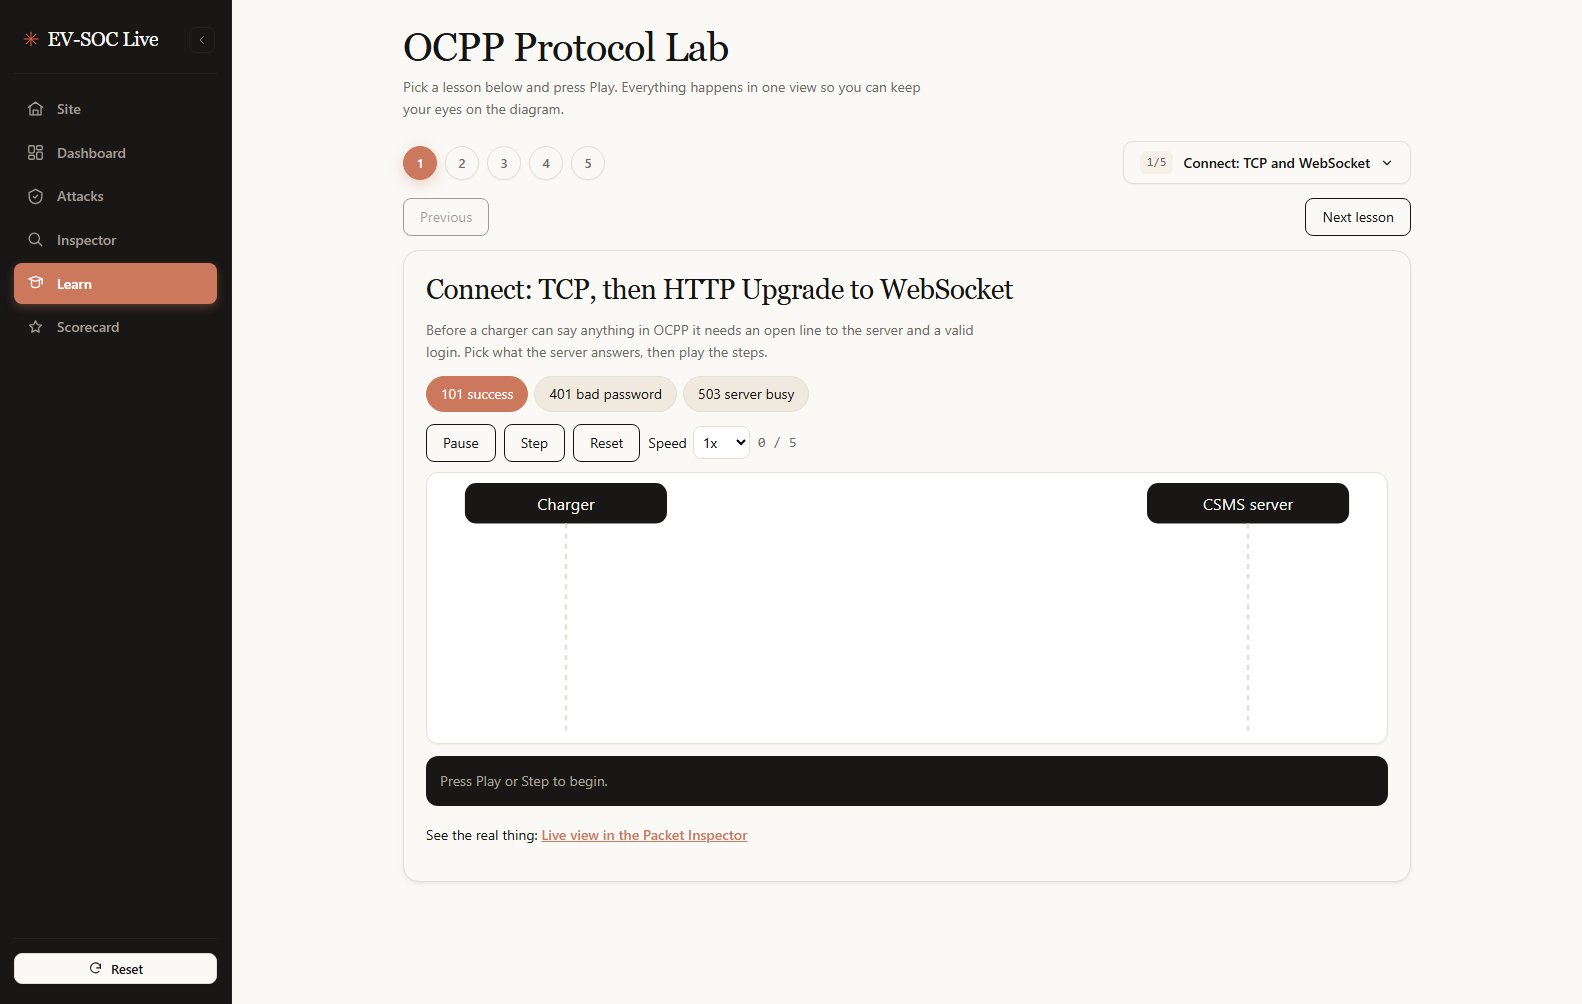 EV-SOC Live
Site
Dashboard
Attacks
Inspector
Learn
Scorecard
Reset
OCPP Protocol Lab
Pick a lesson below and press Play. Everything happens in one view so you can keep
your eyes on the diagram.
1 2 3 4 5
1/5 Connect: TCP and WebSocket
Previous
Next lesson
Connect: TCP, then HTTP Upgrade to WebSocket
Before a charger can say anything in OCPP it needs an open line to the server and a valid
login. Pick what the server answers, then play the steps.
101 success 401 bad password 503 server busy
Pause Step Reset Speed 1x 0 / 5
Charger
CSMS server
Press Play or Step to begin.
See the real thing: Live view in the Packet Inspector